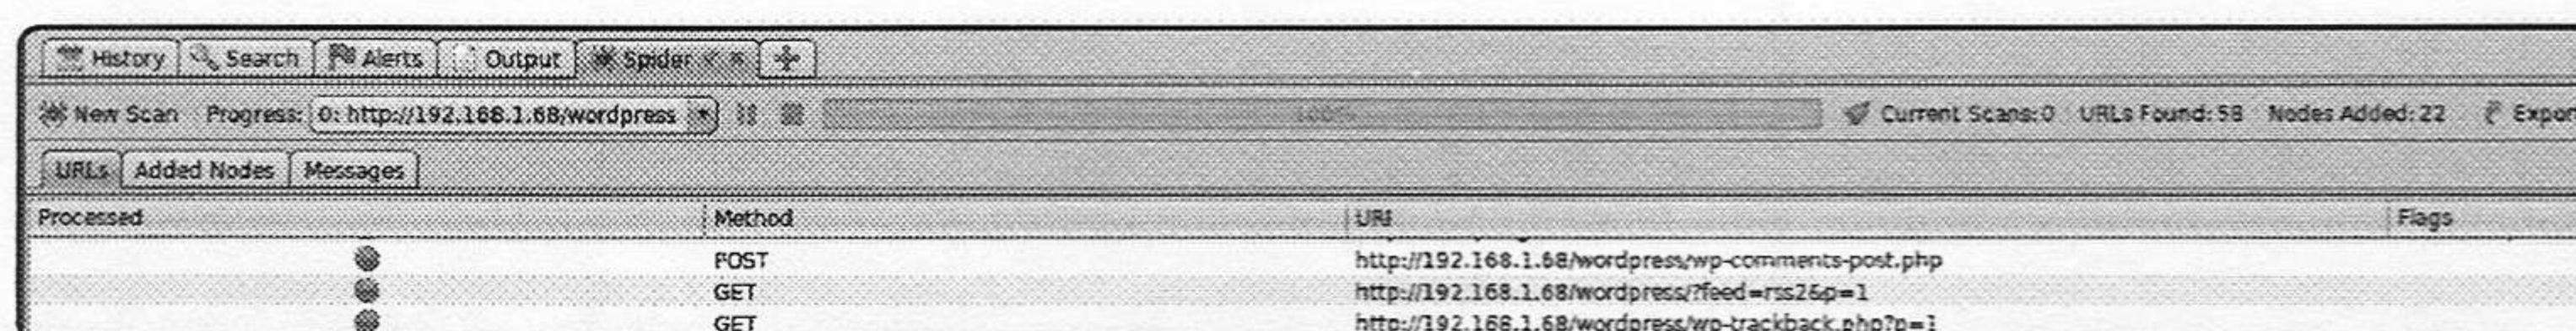 History Search Alerts Output Spider
New Scan Progress: 0: http://192.168.1.68/wordpress 100% Current Scans: 0 URLs Found: 58 Nodes Added: 22 Expor
URLs Added Nodes Messages
Processed Method URI Flags
POST http://192.168.1.68/wordpress/wp-comments-post.php
GET http://192.168.1.68/wordpress/?feed=rss2&p=1
GET http://192.168.1.68/wordpress/wp-trackback.php?p=1